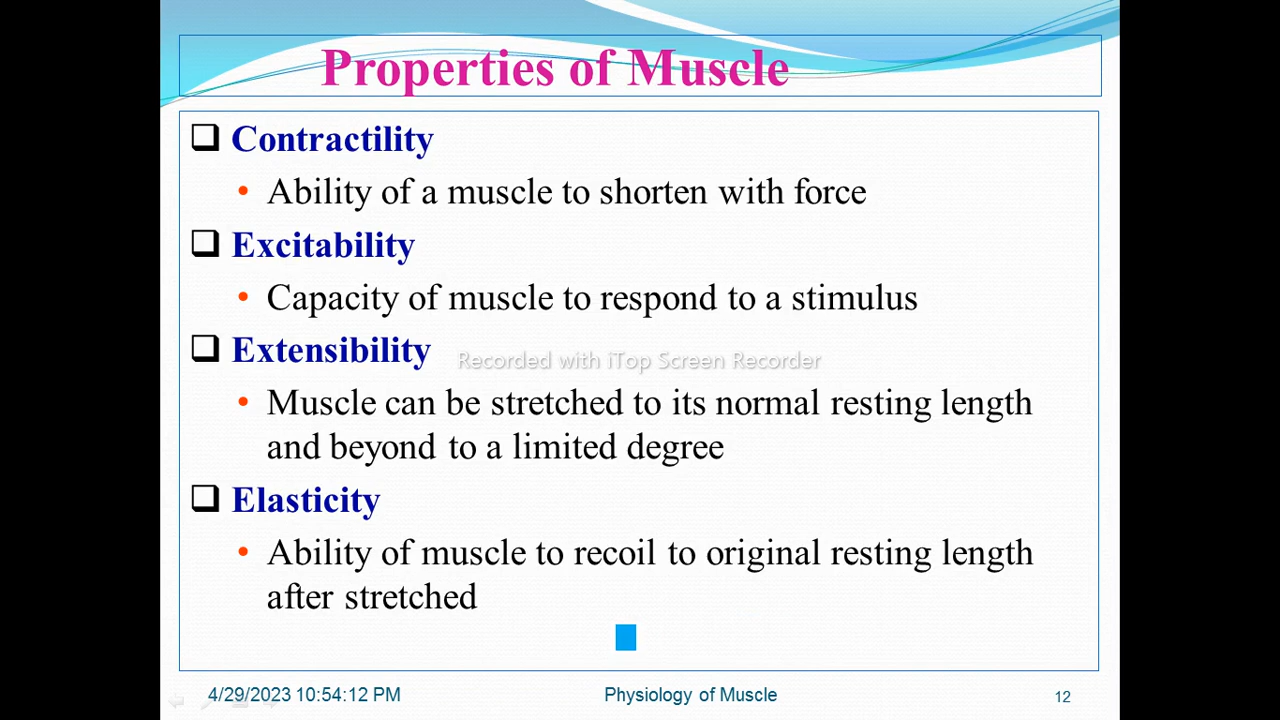 Properties of Muscle
Contractility
• Ability of a muscle to shorten with force
Excitability
• Capacity of muscle to respond to a stimulus
Extensibility
Recorded with iTop Screen Recorder
• Muscle can be stretched to its normal resting length
and beyond to a limited degree
Elasticity
• Ability of muscle to recoil to original resting length
after stretched
4/29/2023 10:54:12 PM
Physiology of Muscle
12